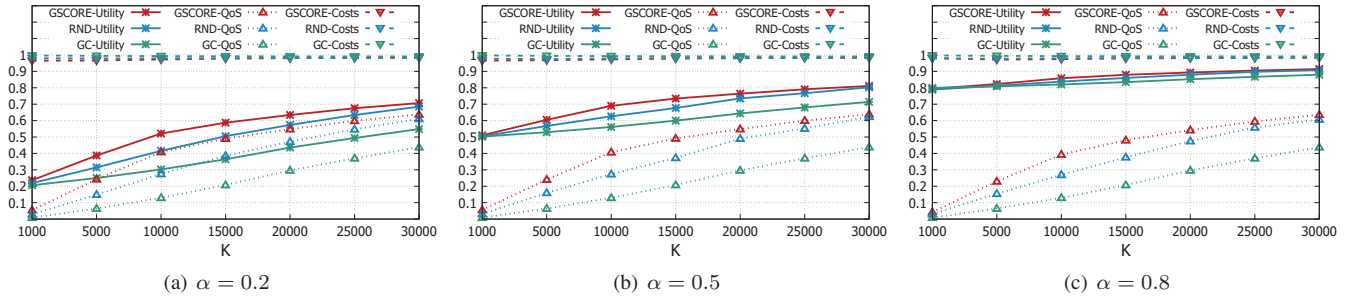 GSCORE-Utility GSCORE-QoS GSCORE-Costs
RND-Utility RND-QoS RND-Costs
GC-Utility GC-QoS GC-Costs
1
0.9
0.8
0.7
0.6
0.5
0.4
0.3
0.2
0.1
1000 5000 10000 15000 20000 25000 30000
K
(a) α = 0.2
GSCORE-Utility GSCORE-QoS GSCORE-Costs
RND-Utility RND-QoS RND-Costs
GC-Utility GC-QoS GC-Costs
1
0.9
0.8
0.7
0.6
0.5
0.4
0.3
0.2
0.1
1000 5000 10000 15000 20000 25000 30000
K
(b) α = 0.5
GSCORE-Utility GSCORE-QoS GSCORE-Costs
RND-Utility RND-QoS RND-Costs
GC-Utility GC-QoS GC-Costs
1
0.9
0.8
0.7
0.6
0.5
0.4
0.3
0.2
0.1
1000 5000 10000 15000 20000 25000 30000
K
(c) α = 0.8